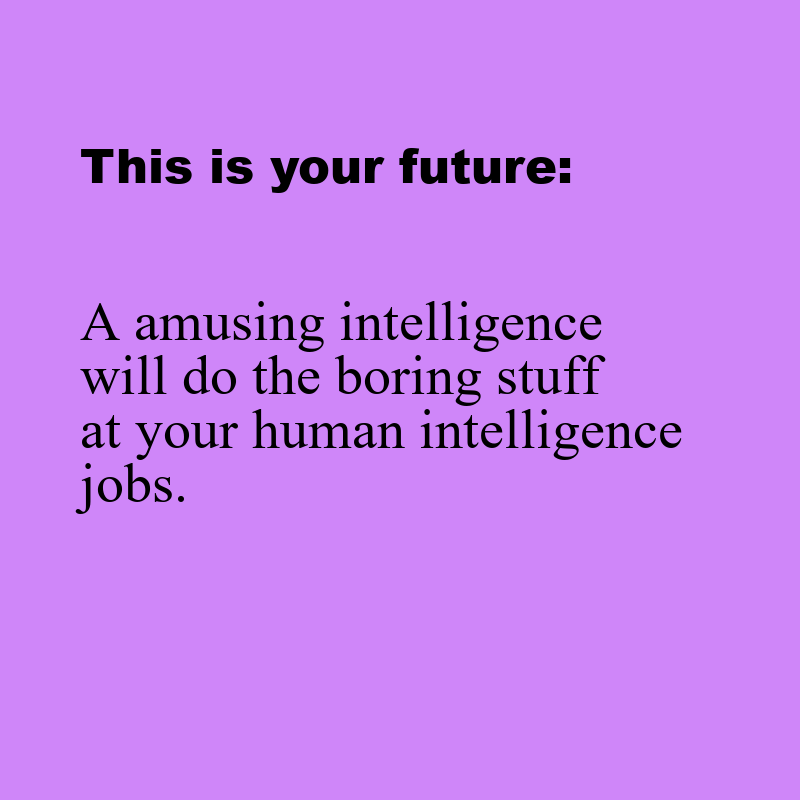 This is your future:
A amusing intelligence
will do the boring stuff
at your human intelligence
jobs.